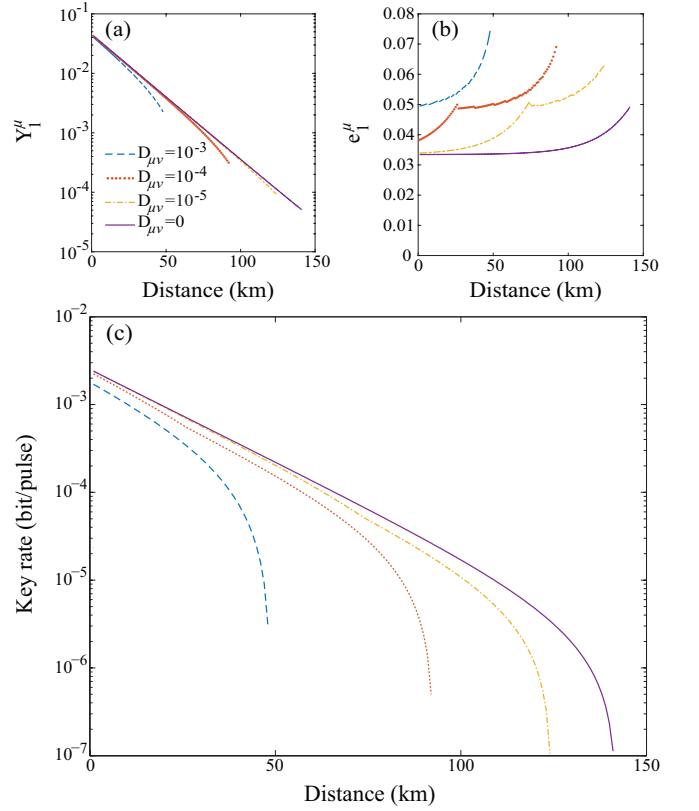 (a)
Y₁^μ
10⁻¹
10⁻²
10⁻³
10⁻⁴
10⁻⁵
D_μν=10⁻³
D_μν=10⁻⁴
D_μν=10⁻⁵
D_μν=0
0 50 100 150
Distance (km)
(b)
e₁^μ
0.08
0.07
0.06
0.05
0.04
0.03
0.02
0.01
0.00
0 50 100 150
Distance (km)
(c)
Key rate (bit/pulse)
10⁻²
10⁻³
10⁻⁴
10⁻⁵
10⁻⁶
10⁻⁷
0 50 100 150
Distance (km)